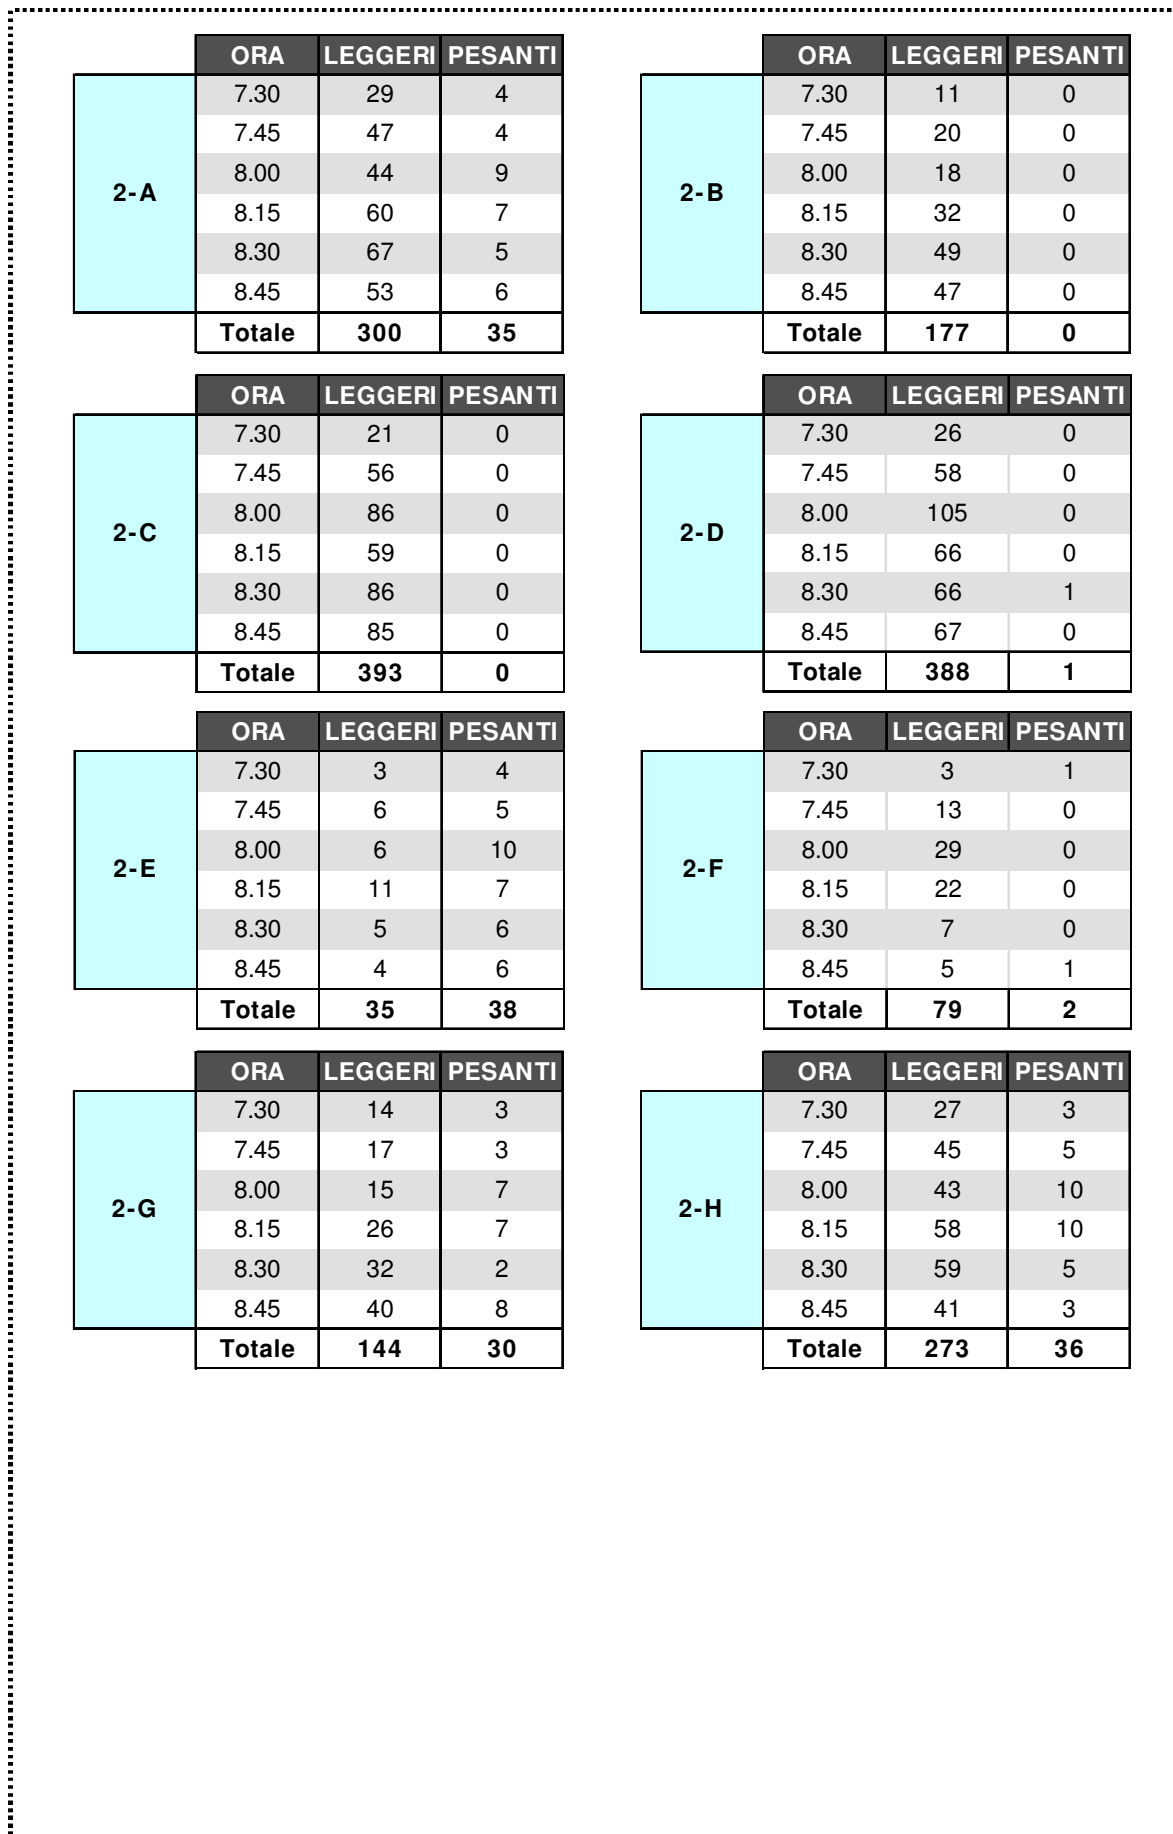 ORA LEGGERI PESANTI
7.30 29 4
7.45 47 4
8.00 44 9
2-A
8.15 60 7
8.30 67 5
8.45 53 6
Totale 300 35
ORA LEGGERI PESANTI
7.30 11 0
7.45 20 0
8.00 18 0
2-B
8.15 32 0
8.30 49 0
8.45 47 0
Totale 177 0
ORA LEGGERI PESANTI
7.30 21 0
7.45 56 0
8.00 86 0
2-C
8.15 59 0
8.30 86 0
8.45 85 0
Totale 393 0
ORA LEGGERI PESANTI
7.30 26 0
7.45 58 0
8.00 105 0
2-D
8.15 66 0
8.30 66 1
8.45 67 0
Totale 388 1
ORA LEGGERI PESANTI
7.30 3 4
7.45 6 5
8.00 6 10
2-E
8.15 11 7
8.30 5 6
8.45 4 6
Totale 35 38
ORA LEGGERI PESANTI
7.30 3 1
7.45 13 0
8.00 29 0
2-F
8.15 22 0
8.30 7 0
8.45 5 1
Totale 79 2
ORA LEGGERI PESANTI
7.30 14 3
7.45 17 3
8.00 15 7
2-G
8.15 26 7
8.30 32 2
8.45 40 8
Totale 144 30
ORA LEGGERI PESANTI
7.30 27 3
7.45 45 5
8.00 43 10
2-H
8.15 58 10
8.30 59 5
8.45 41 3
Totale 273 36